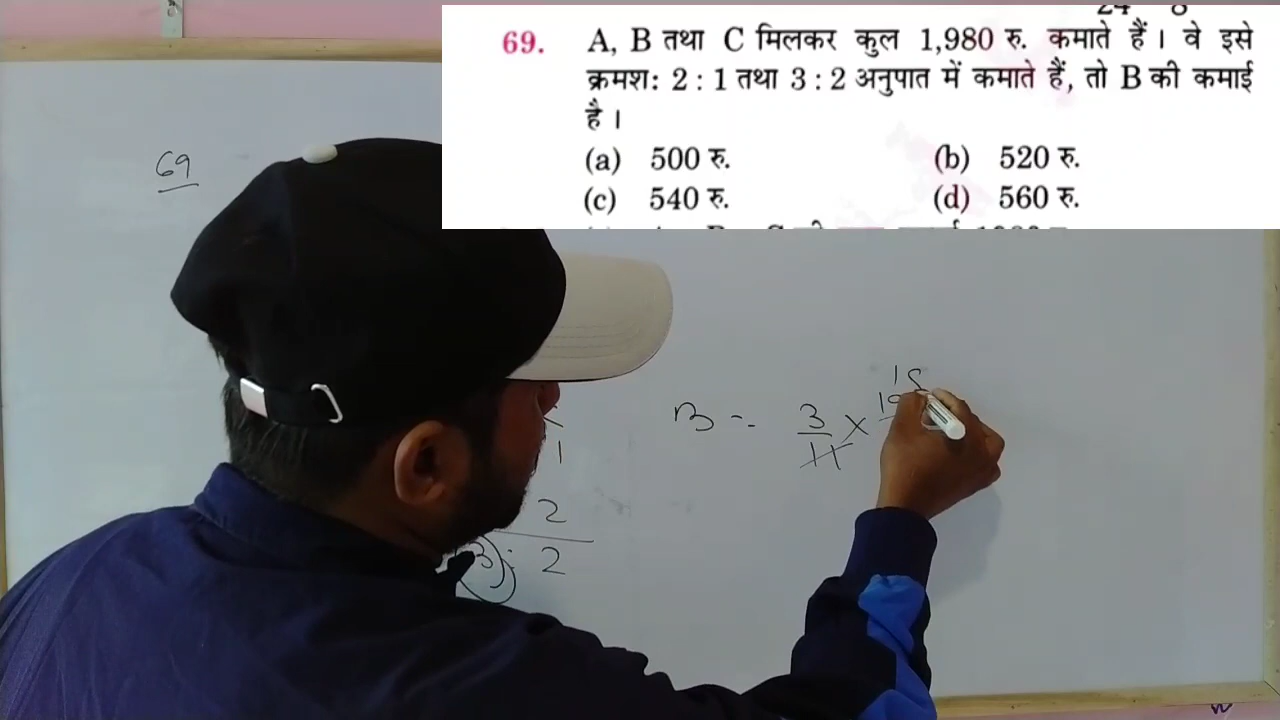 69. A, B तथा C मिलकर कुल 1,980 रु. कमाते हैं। वे इसे
क्रमश: 2 : 1 तथा 3 : 2 अनुपात में कमाते हैं, तो B की कमाई
है।
(a) 500 रु. (b) 520 रु.
(c) 540 रु. (d) 560 रु.
69
B = 3/11 ×
1
2
3 : 2